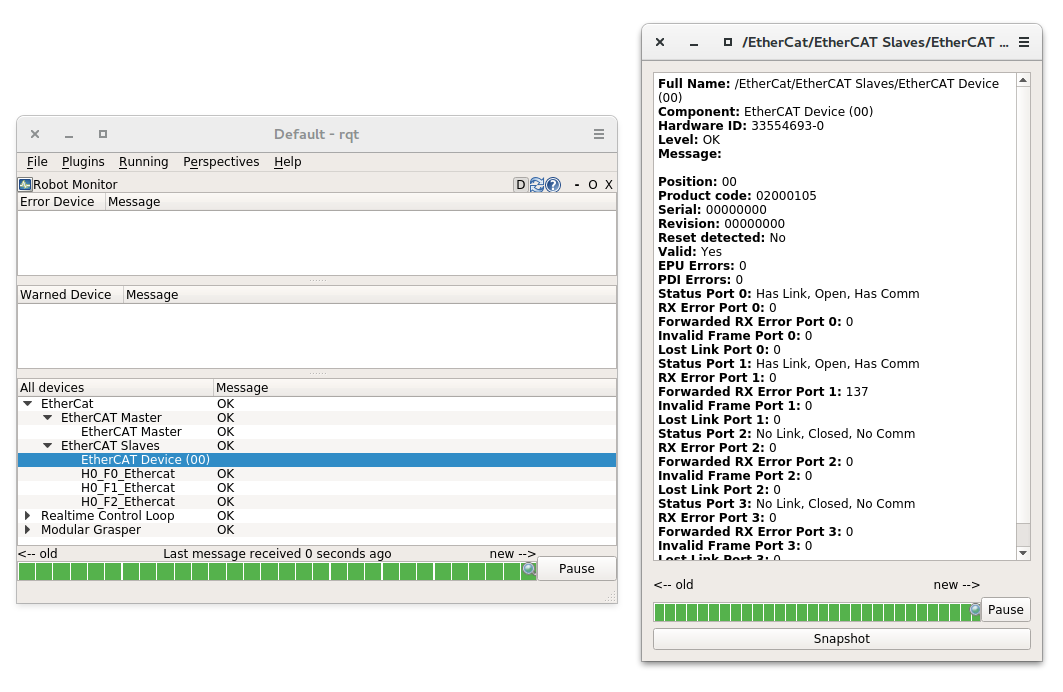 Default - rqt
File Plugins Running Perspectives Help
Robot Monitor D - O X
Error Device Message
Warned Device Message
All devices Message
EtherCat OK
EtherCAT Master OK
EtherCAT Master OK
EtherCAT Slaves OK
EtherCAT Device (00)
H0_F0_Ethercat OK
H0_F1_Ethercat OK
H0_F2_Ethercat OK
Realtime Control Loop OK
Modular Grasper OK
<-- old Last message received 0 seconds ago new -->
Pause
/EtherCat/EtherCAT Slaves/EtherCAT ...
Full Name: /EtherCat/EtherCAT Slaves/EtherCAT Device
(00)
Component: EtherCAT Device (00)
Hardware ID: 33554693-0
Level: OK
Message:
Position: 00
Product code: 02000105
Serial: 00000000
Revision: 00000000
Reset detected: No
Valid: Yes
EPU Errors: 0
PDI Errors: 0
Status Port 0: Has Link, Open, Has Comm
RX Error Port 0: 0
Forwarded RX Error Port 0: 0
Invalid Frame Port 0: 0
Lost Link Port 0: 0
Status Port 1: Has Link, Open, Has Comm
RX Error Port 1: 0
Forwarded RX Error Port 1: 137
Invalid Frame Port 1: 0
Lost Link Port 1: 0
Status Port 2: No Link, Closed, No Comm
RX Error Port 2: 0
Forwarded RX Error Port 2: 0
Invalid Frame Port 2: 0
Lost Link Port 2: 0
Status Port 3: No Link, Closed, No Comm
RX Error Port 3: 0
Forwarded RX Error Port 3: 0
Invalid Frame Port 3: 0
Lost Link Port 3: 0
<-- old new -->
Pause
Snapshot